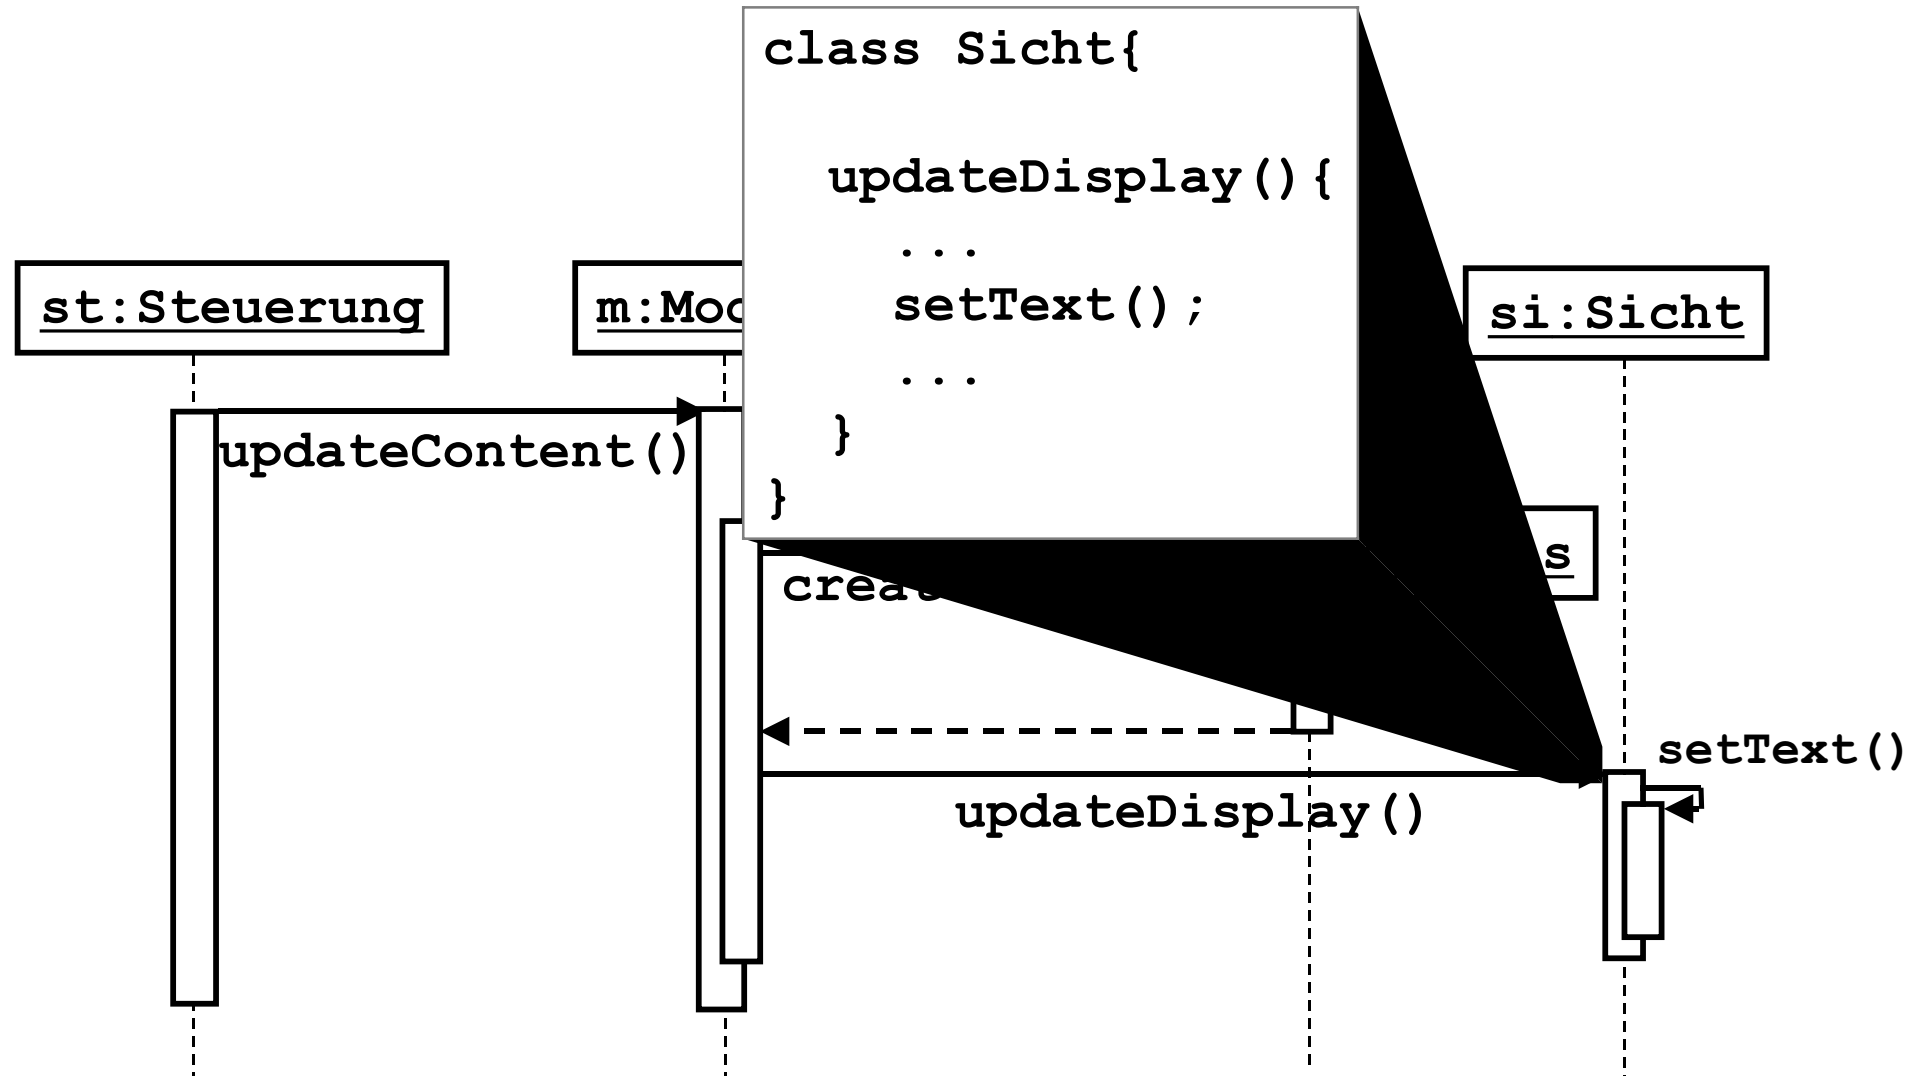 class Sicht{
updateDisplay(){
...
setText();
...
}
}
st:Steuerung
si:Sicht
updateContent()
setText()
updateDisplay()